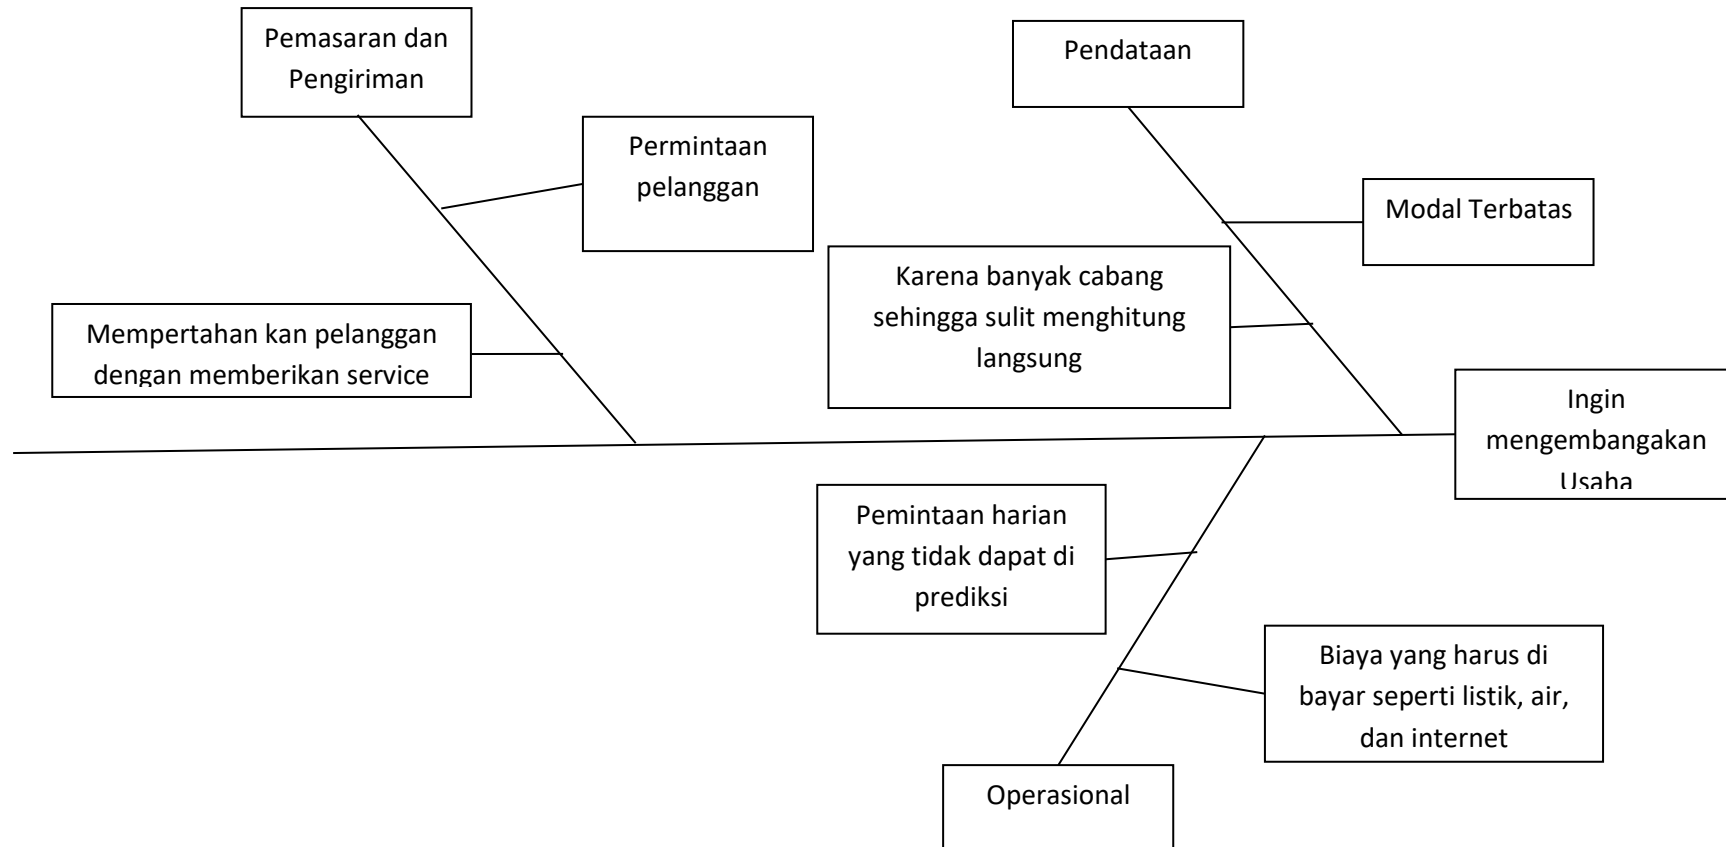 Pemasaran dan
Pengiriman
Pendataan
Permintaan
pelanggan
Modal Terbatas
Karena banyak cabang
sehingga sulit menghitung
langsung
Mempertahan kan pelanggan
dengan memberikan service
Ingin
mengembangakan
Usaha
Pemintaan harian
yang tidak dapat di
prediksi
Biaya yang harus di
bayar seperti listik, air,
dan internet
Operasional